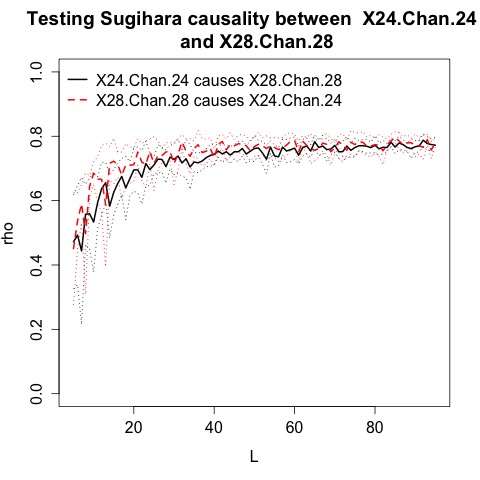 Testing Sugihara causality between X24.Chan.24
and X28.Chan.28
X24.Chan.24 causes X28.Chan.28
X28.Chan.28 causes X24.Chan.24
1.0
0.8
0.6
0.4
0.2
0.0
rho
20 40 60 80
L